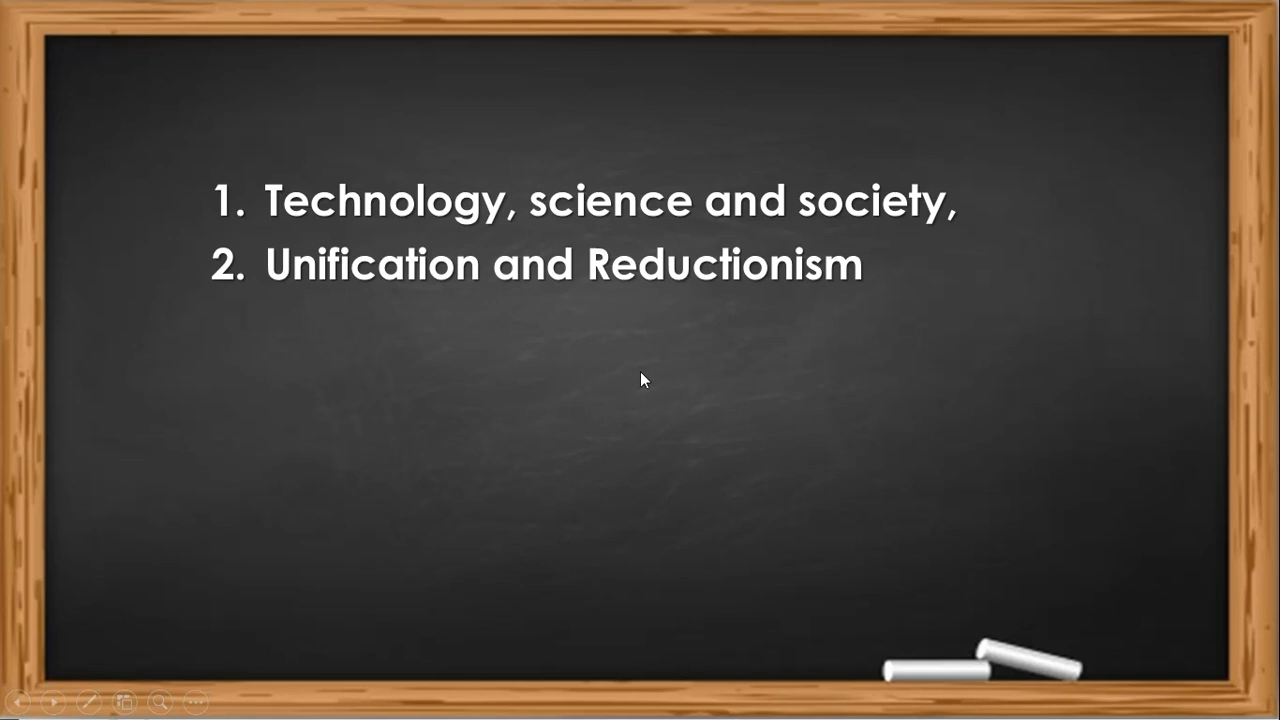 1. Technology, science and society,
2. Unification and Reductionism